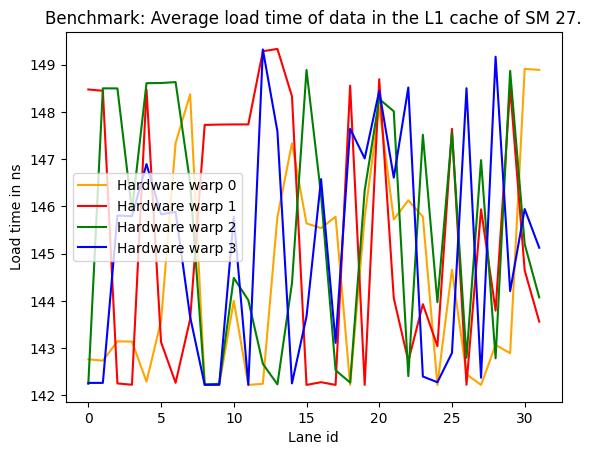 Benchmark: Average load time of data in the L1 cache of SM 27.
149
148
147
146
145
144
143
142
Load time in ns
Hardware warp 0
Hardware warp 1
Hardware warp 2
Hardware warp 3
0 5 10 15 20 25 30
Lane id